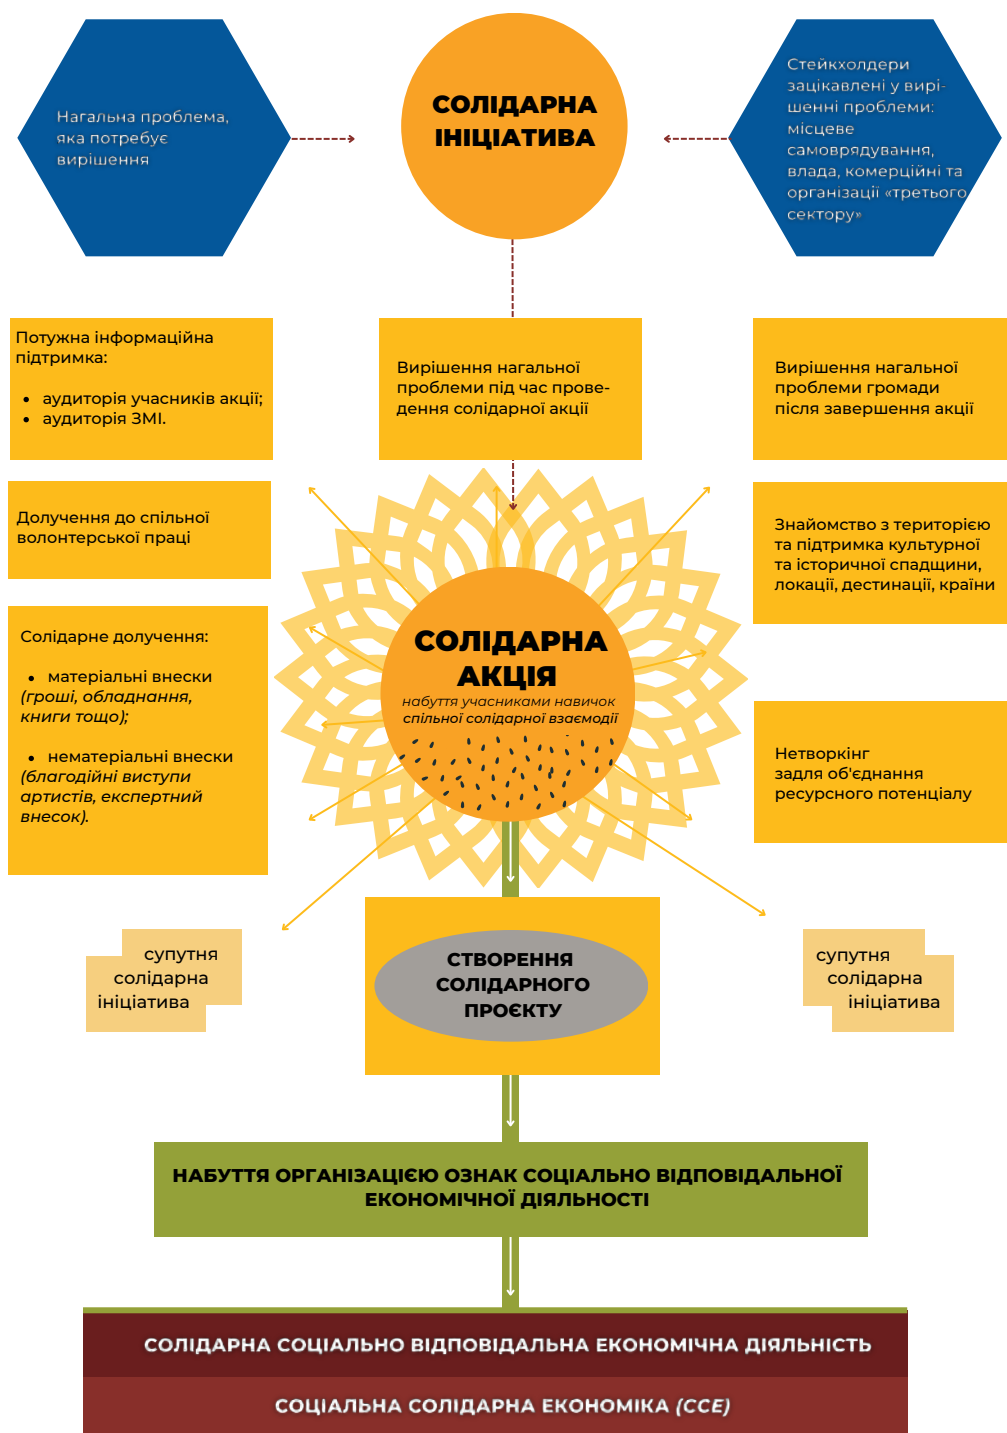 Нагальна проблема,
яка потребує
вирішення
СОЛІДАРНА
ІНІЦІАТИВА
Стейкхолдери
зацікавлені у вирі-
шенні проблеми:
місцеве
самоврядування,
влада, комерційні та
організації «третього
сектору»
Потужна інформаційна
підтримка:
• аудиторія учасників акції;
• аудиторія ЗМІ.
Вирішення нагальної
проблеми під час прове-
дення солідарної акції
Вирішення нагальної
проблеми громади
після завершення акції
Долучення до спільної
волонтерської праці
Знайомство з територією
та підтримка культурної
та історичної спадщини,
локації, дестинації, країни
Солідарне долучення:
• матеріальні внески
(гроші, обладнання,
книги тощо);
• нематеріальні внески
(благодійні виступи
артистів, експертний
внесок).
СОЛІДАРНА
АКЦІЯ
набуття учасниками навичок
спільної солідарної взаємодії
Нетворкінг
задля об'єднання
ресурсного потенціалу
супутня
солідарна
ініціатива
СТВОРЕННЯ
СОЛІДАРНОГО
ПРОЄКТУ
супутня
солідарна
ініціатива
НАБУТТЯ ОРГАНІЗАЦІЄЮ ОЗНАК СОЦІАЛЬНО ВІДПОВІДАЛЬНОЇ
ЕКОНОМІЧНОЇ ДІЯЛЬНОСТІ
СОЛІДАРНА СОЦІАЛЬНО ВІДПОВІДАЛЬНА ЕКОНОМІЧНА ДІЯЛЬНІСТЬ
СОЦІАЛЬНА СОЛІДАРНА ЕКОНОМІКА (ССЕ)